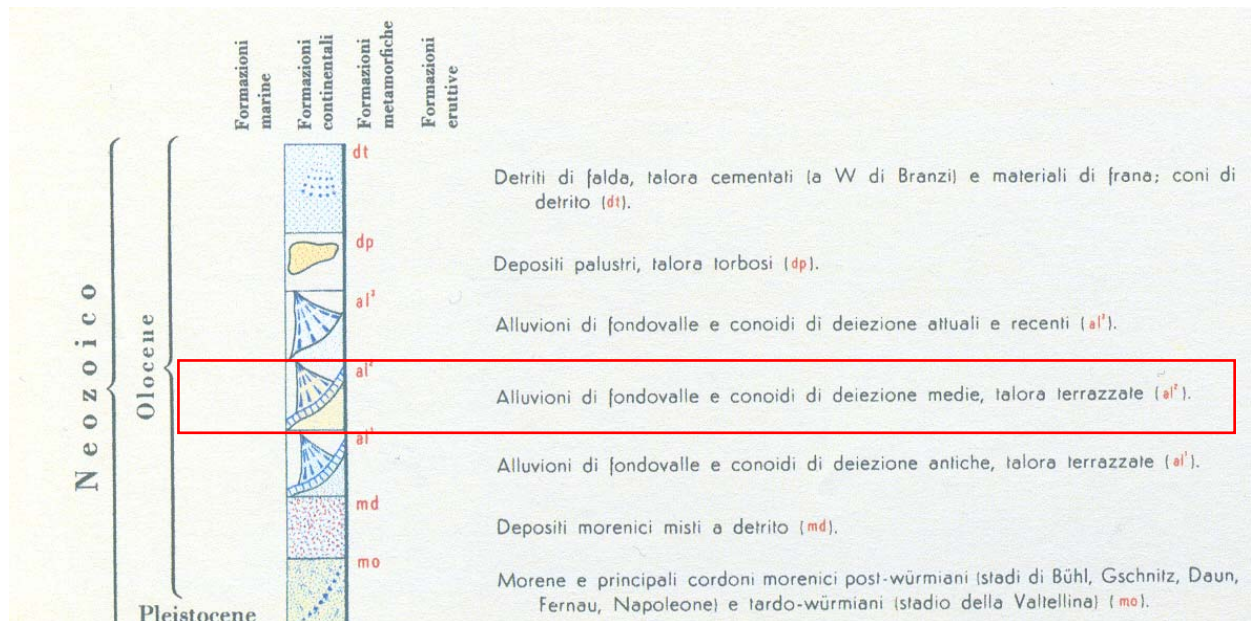 Formazioni
marine
Formazioni
continentali
Formazioni
metamorfiche
Formazioni
eruttive
Neozoico
Olocene
Pleistocene
dt
Detriti di falda, talora cementati (a W di Branzi) e materiali di frana; coni di
detrito (dt).
dp
Depositi palustri, talora torbosi (dp).
al³
Alluvioni di fondovalle e conoidi di deiezione attuali e recenti (al³).
al²
Alluvioni di fondovalle e conoidi di deiezione medie, talora terrazzate (al²).
al¹
Alluvioni di fondovalle e conoidi di deiezione antiche, talora terrazzate (al¹).
md
Depositi morenici misti a detrito (md).
mo
Morene e principali cordoni morenici post-würmiani (stadi di Bühl, Gschnitz, Daun,
Fernau, Napoleone) e tardo-würmiani (stadio della Valtellina) (mo).